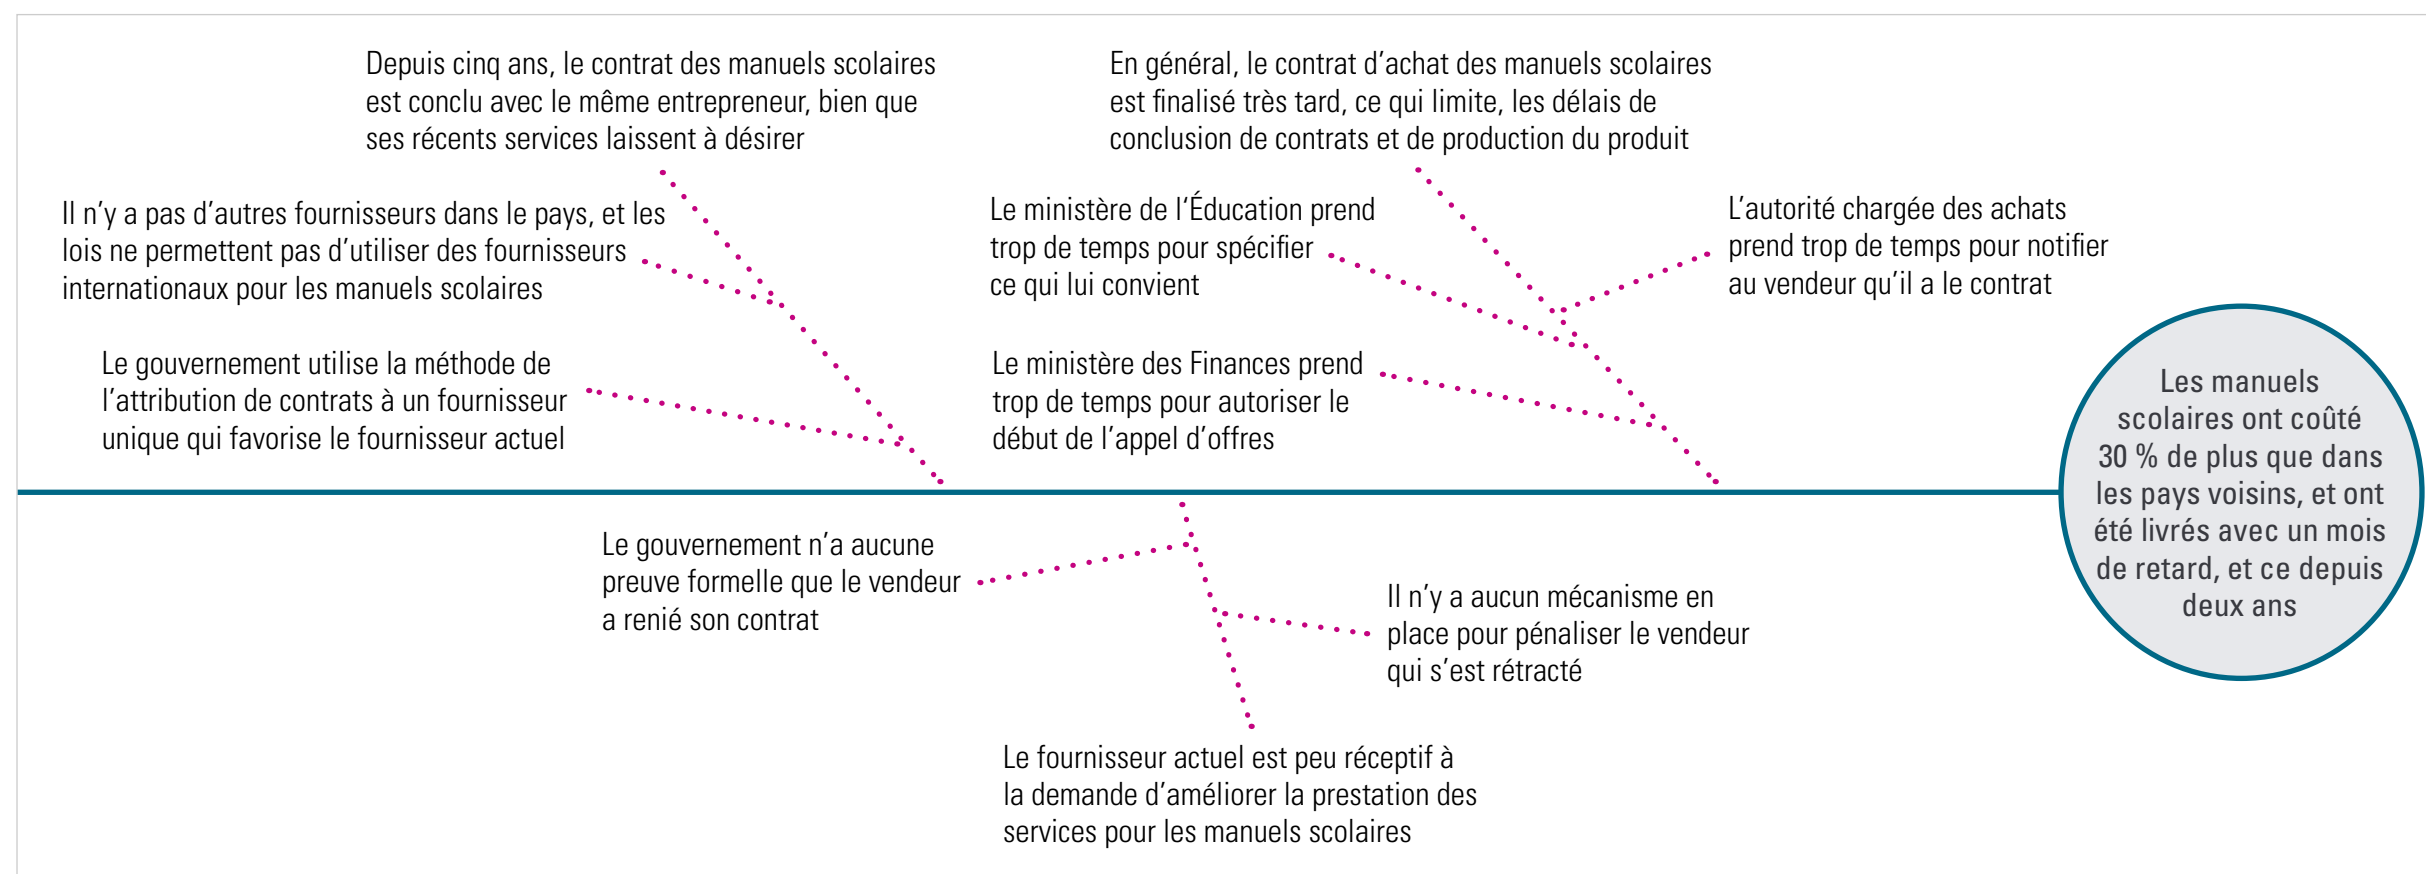 Depuis cinq ans, le contrat des manuels scolaires
est conclu avec le même entrepreneur, bien que
ses récents services laissent à désirer
Il n’y a pas d’autres fournisseurs dans le pays, et les
lois ne permettent pas d’utiliser des fournisseurs
internationaux pour les manuels scolaires
Le gouvernement utilise la méthode de
l’attribution de contrats à un fournisseur
unique qui favorise le fournisseur actuel
En général, le contrat d’achat des manuels scolaires
est finalisé très tard, ce qui limite, les délais de
conclusion de contrats et de production du produit
Le ministère de l‘Éducation prend
trop de temps pour spécifier
ce qui lui convient
L’autorité chargée des achats
prend trop de temps pour notifier
au vendeur qu’il a le contrat
Le ministère des Finances prend
trop de temps pour autoriser le
début de l’appel d’offres
Les manuels
scolaires ont coûté
30 % de plus que dans
les pays voisins, et ont
été livrés avec un mois
de retard, et ce depuis
deux ans
Le gouvernement n’a aucune
preuve formelle que le vendeur
a renié son contrat
Il n’y a aucun mécanisme en
place pour pénaliser le vendeur
qui s’est rétracté
Le fournisseur actuel est peu réceptif à
la demande d’améliorer la prestation des
services pour les manuels scolaires